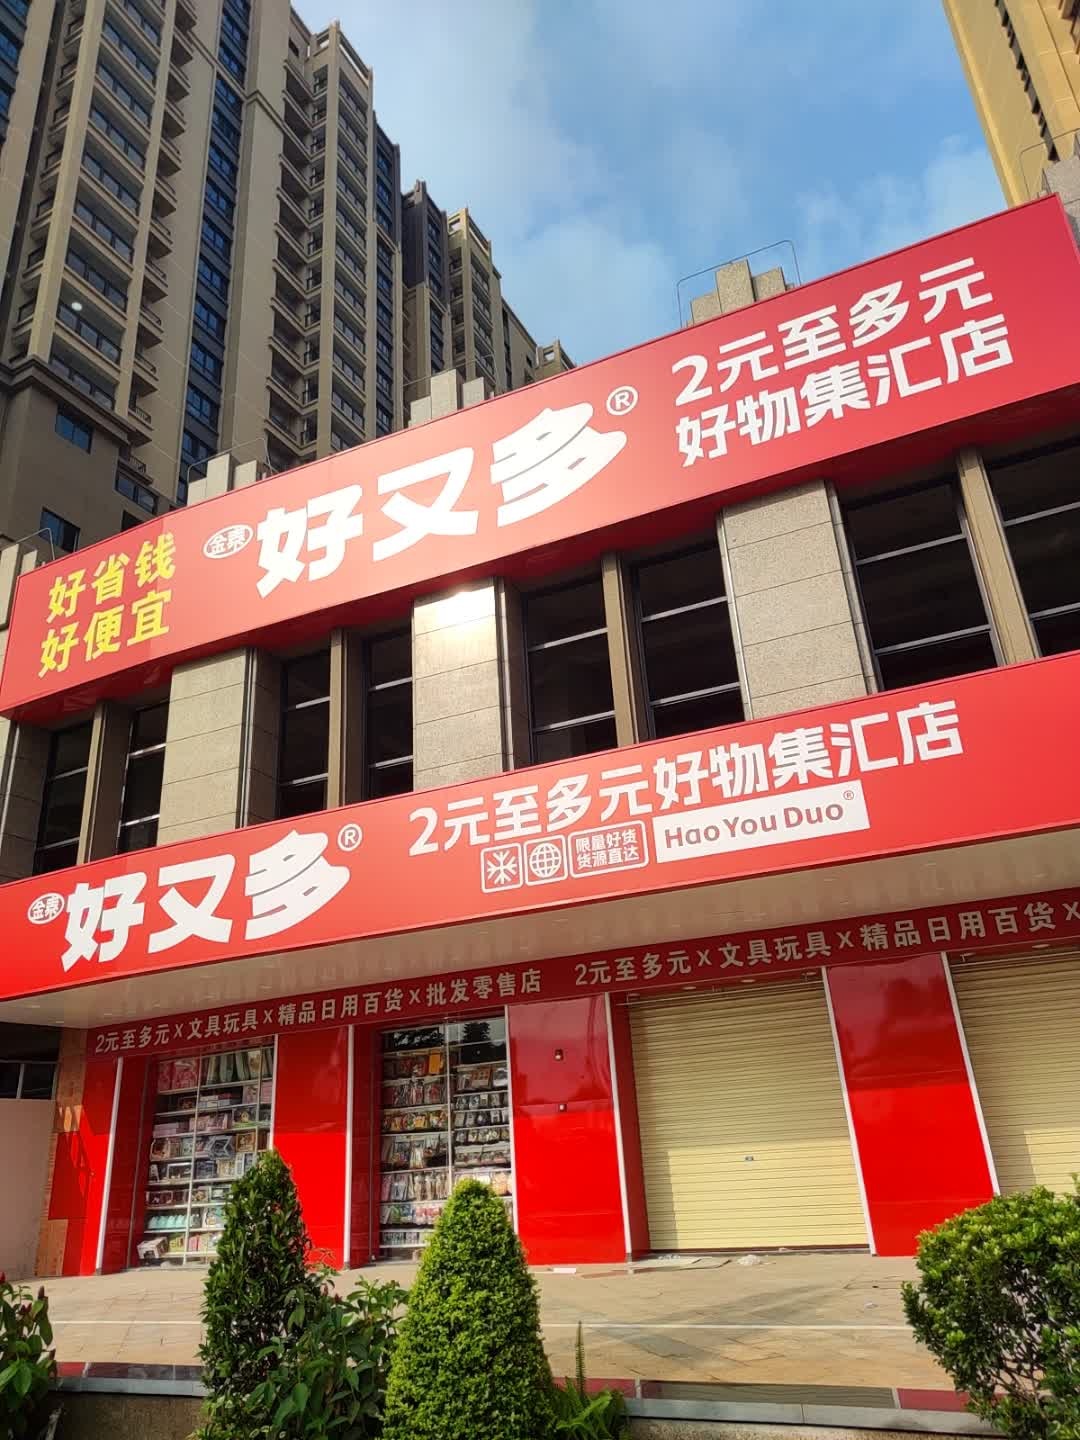 好省钱
好便宜
金泰
好又多®
2元至多元
好物集汇店
金泰
好又多®
2元至多元好物集汇店
限量好货
货源直达
Hao You Duo®
2元至多元 x 文具玩具 x 精品日用百货 x 批发零售店
2元至多元 x 文具玩具 x 精品日用百货 x